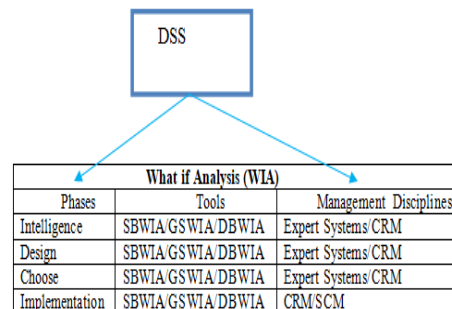 DSS
What if Analysis (WIA)
Phases Tools Management Disciplines
Intelligence SBWIA/GSWIA/DBWIA Expert Systems/CRM
Design SBWIA/GSWIA/DBWIA Expert Systems/CRM
Choose SBWIA/GSWIA/DBWIA Expert Systems/CRM
Implementation SBWIA/GSWIA/DBWIA CRM/SCM